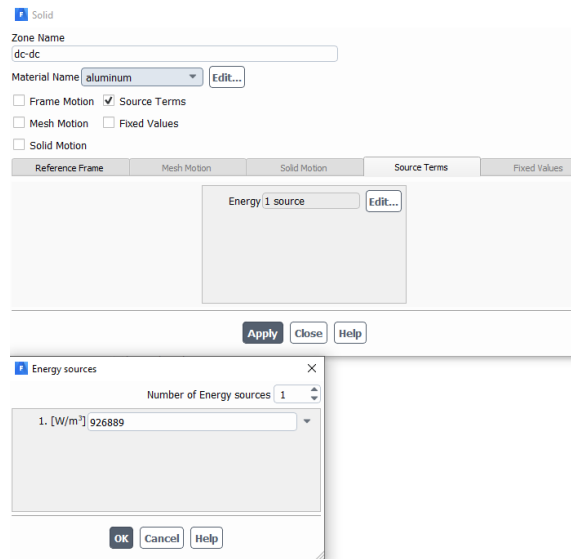 Solid
Zone Name
dc-dc
Material Name aluminum Edit...
Frame Motion Source Terms
Mesh Motion Fixed Values
Solid Motion
Reference Frame Mesh Motion Solid Motion Source Terms Fixed Values
Energy 1 source Edit...
Apply Close Help
Energy sources
Number of Energy sources 1
1. [W/m³] 926889
OK Cancel Help